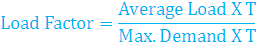 Load Factor = Average Load X T / Max. Demand X T